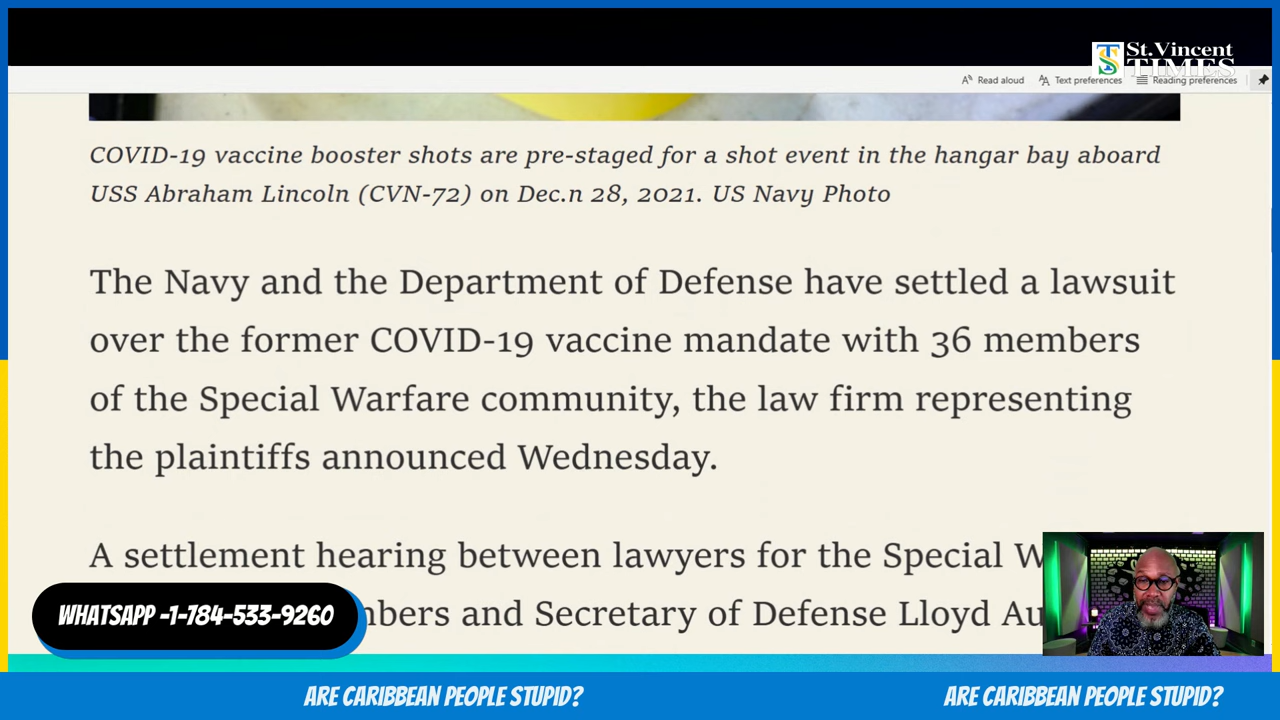 St.Vincent
TIMES
Read aloud
Text preferences
Reading preferences
COVID-19 vaccine booster shots are pre-staged for a shot event in the hangar bay aboard
USS Abraham Lincoln (CVN-72) on Dec.n 28, 2021. US Navy Photo
The Navy and the Department of Defense have settled a lawsuit
over the former COVID-19 vaccine mandate with 36 members
of the Special Warfare community, the law firm representing
the plaintiffs announced Wednesday.
A settlement hearing between lawyers for the Special
and Secretary of Defense Lloyd
WHATSAPP -1-784-533-9260
ARE CARIBBEAN PEOPLE STUPID?
ARE CARIBBEAN PEOPLE STUPID?